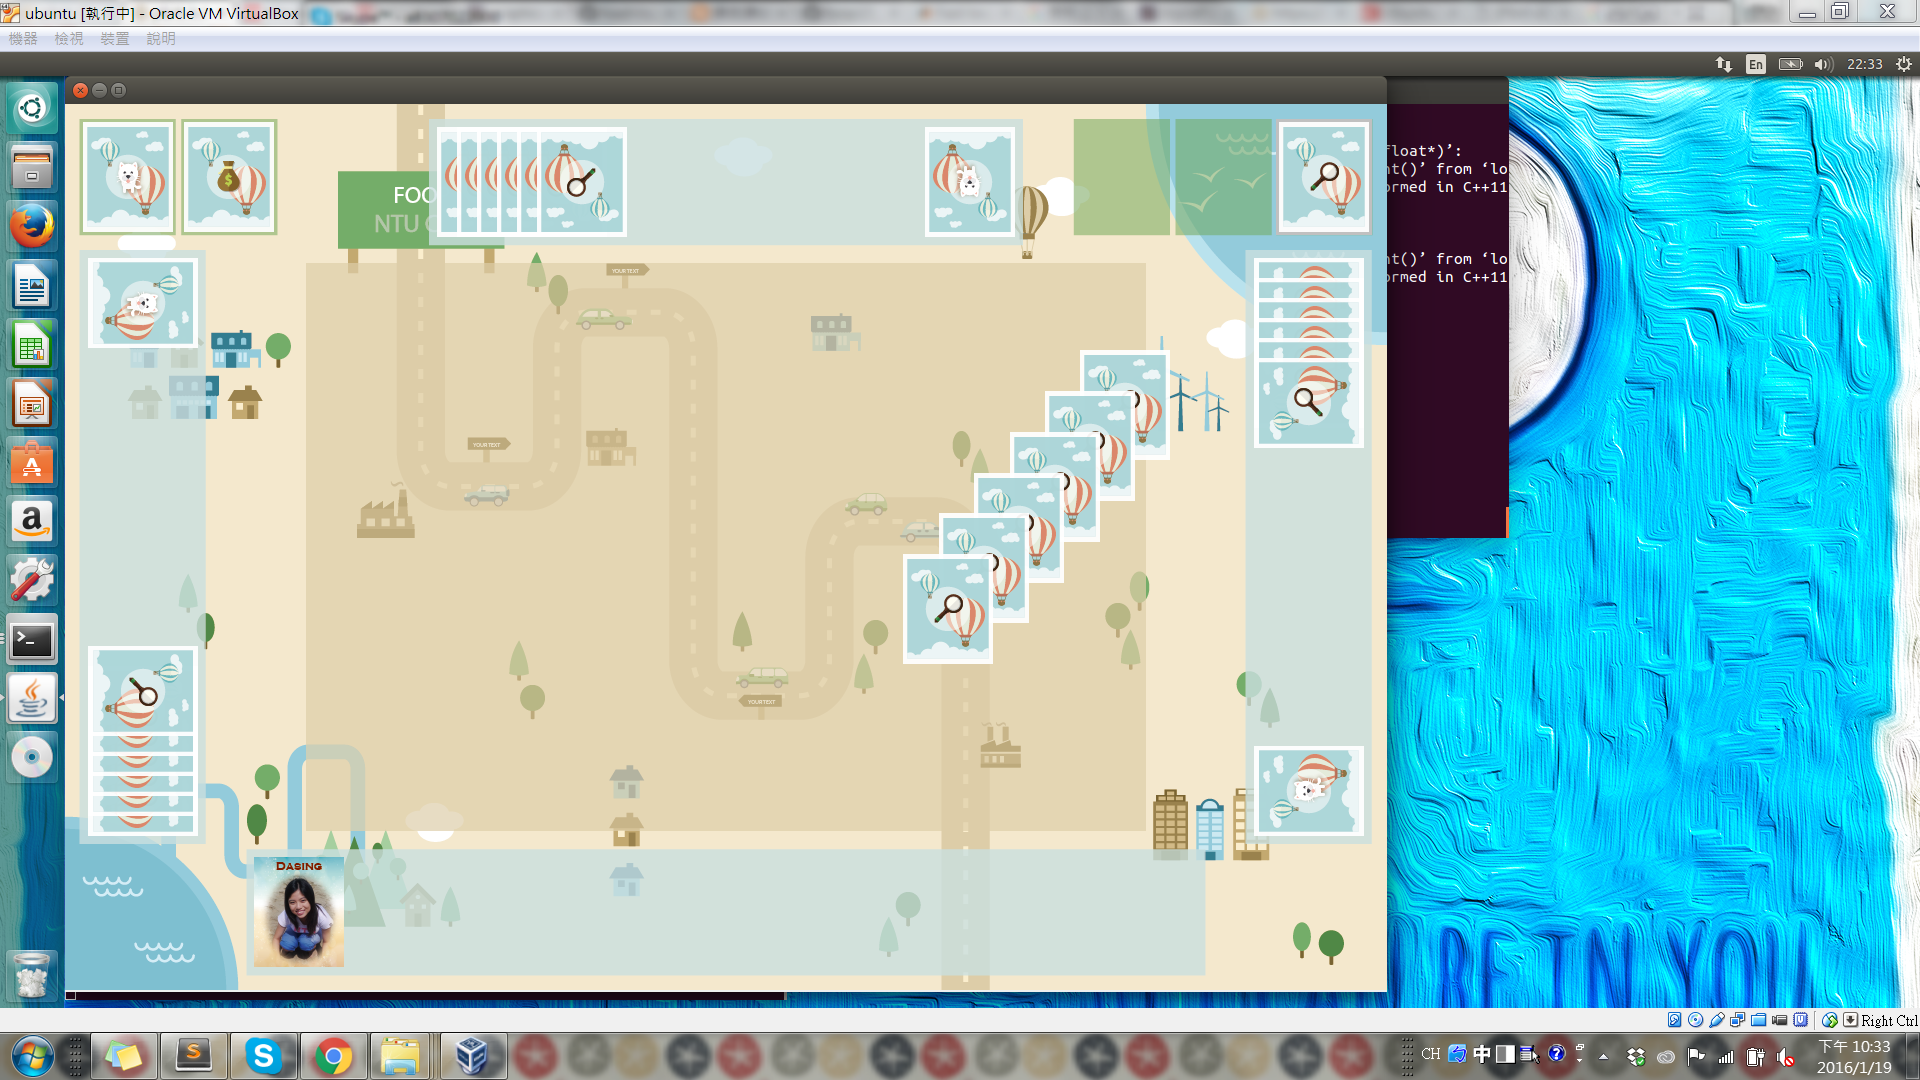 ubuntu [執行中] - Oracle VM VirtualBox
機器 檢視 裝置 說明
En
22:33
float*)’:
nt()’ from ‘lo
ormed in C++11
nt()’ from ‘lo
ormed in C++11
FOO
NTU
YOUR TEXT
YOUR TEXT
YOUR TEXT
Dasing
Right Ctrl
CH
中
下午 10:33
2016/1/19